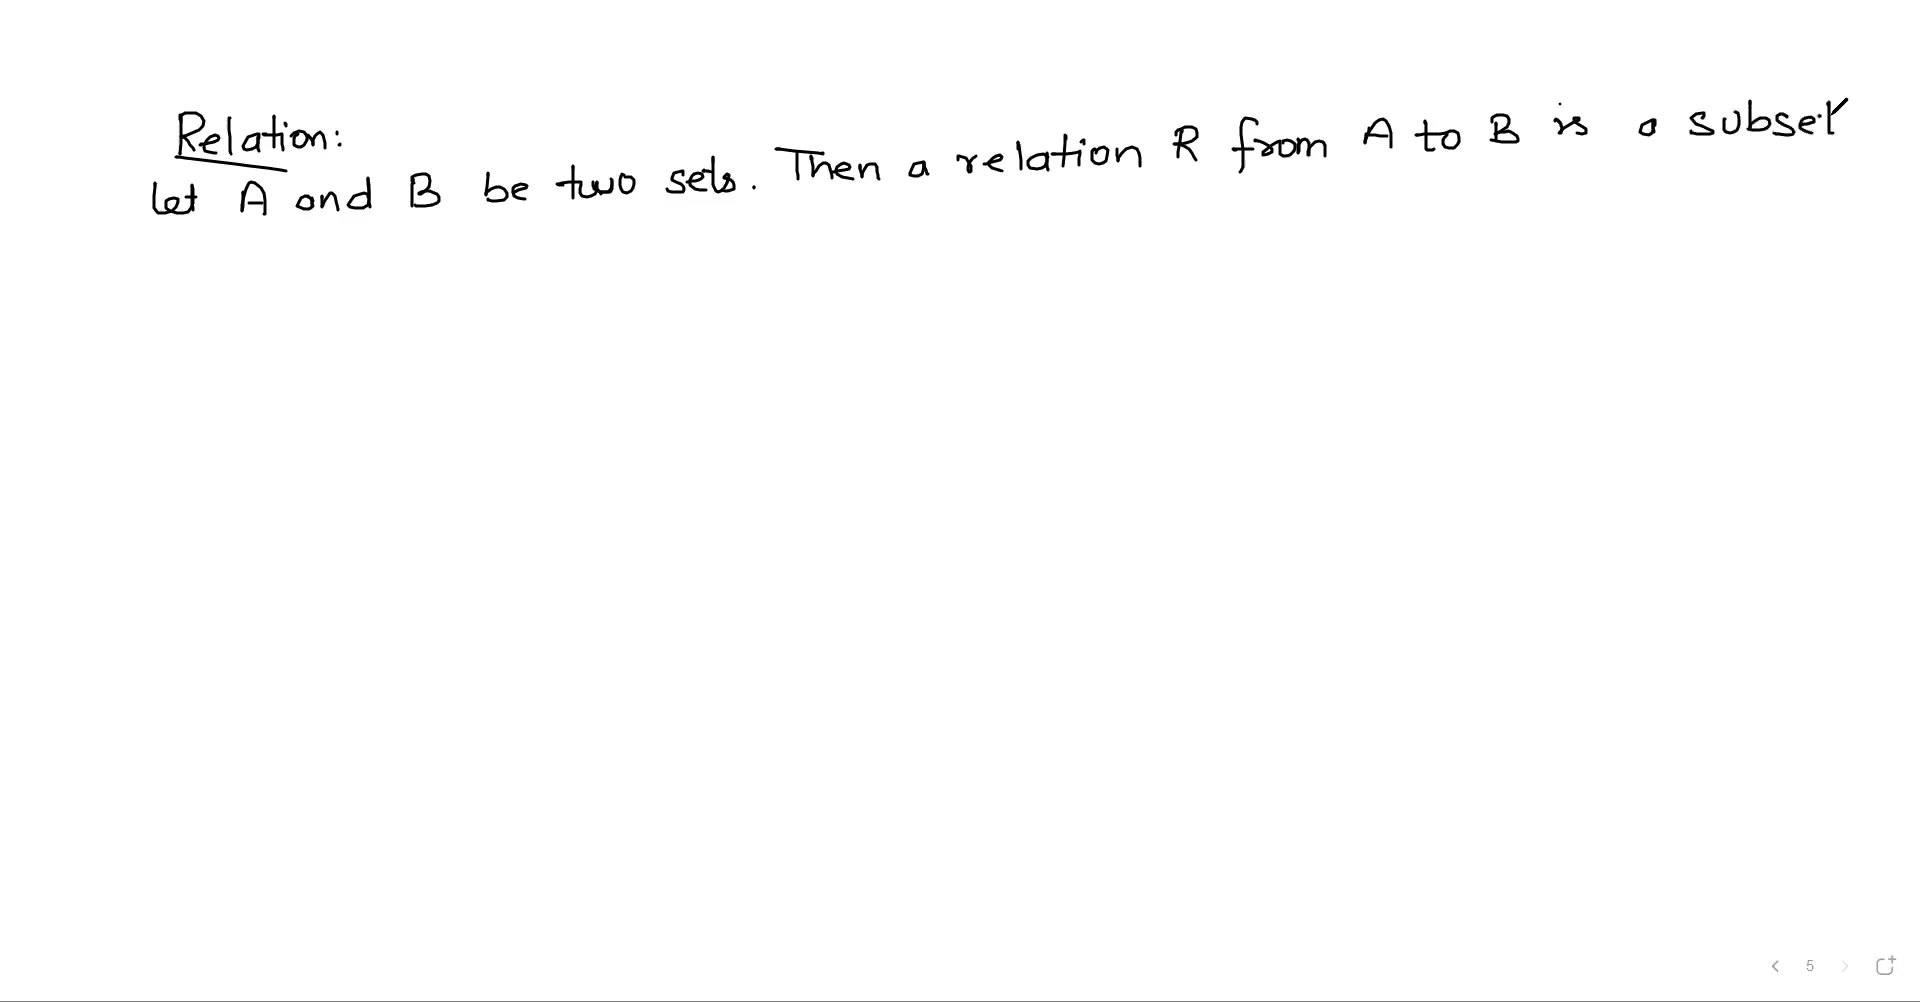 Relation:
let A and B be two sets. Then a relation R from A to B is a subset
5